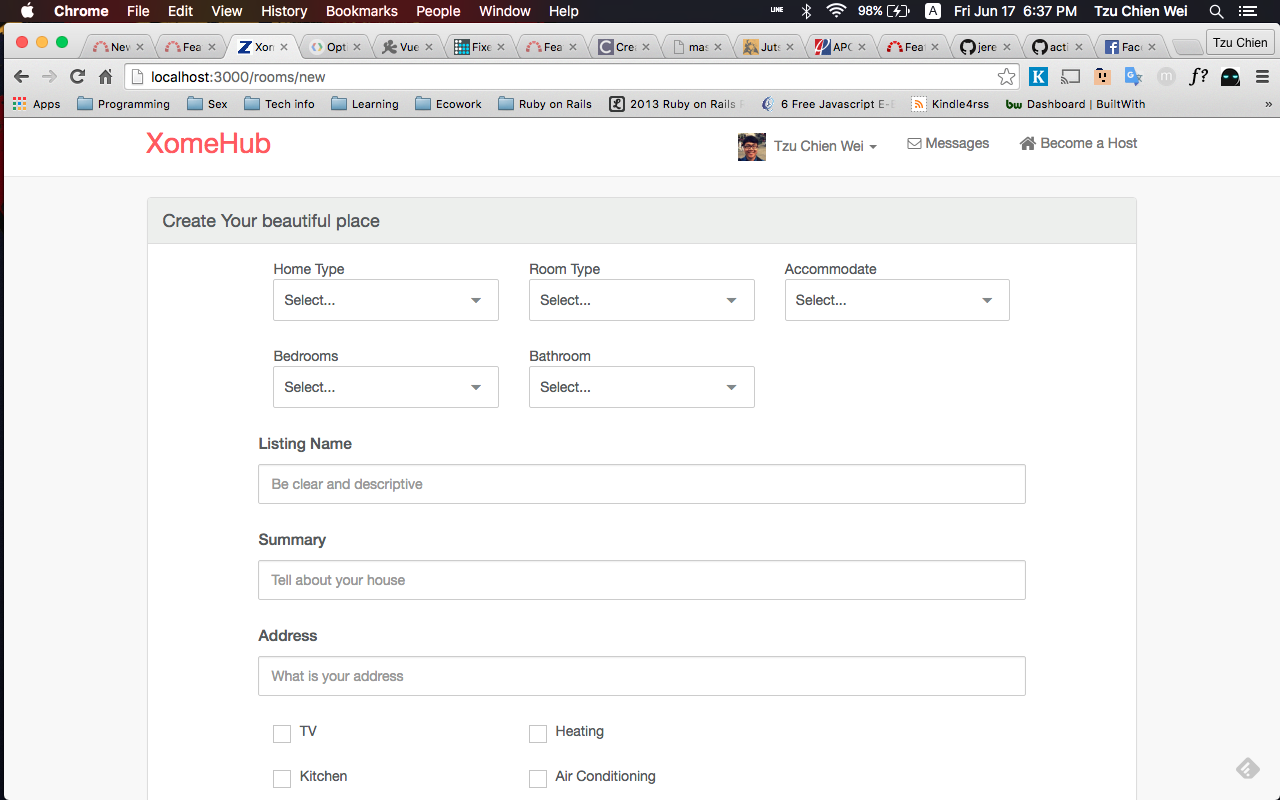 Chrome File Edit View History Bookmarks People Window Help LINE 98% A Fri Jun 17 6:37 PM Tzu Chien Wei
New Fea Xon Opt Vue Fixe Fea Crea mas Juts APC Feat jere acti Face Tzu Chien
localhost:3000/rooms/new K m f?
Apps Programming Sex Tech info Learning Ecowork Ruby on Rails 2013 Ruby on Rails 6 Free Javascript E- Kindle4rss bw Dashboard | BuiltWith »
XomeHub Tzu Chien Wei Messages Become a Host
Create Your beautiful place
Home Type Room Type Accommodate
Select... Select... Select...
Bedrooms Bathroom
Select... Select...
Listing Name
Be clear and descriptive
Summary
Tell about your house
Address
What is your address
TV Heating
Kitchen Air Conditioning